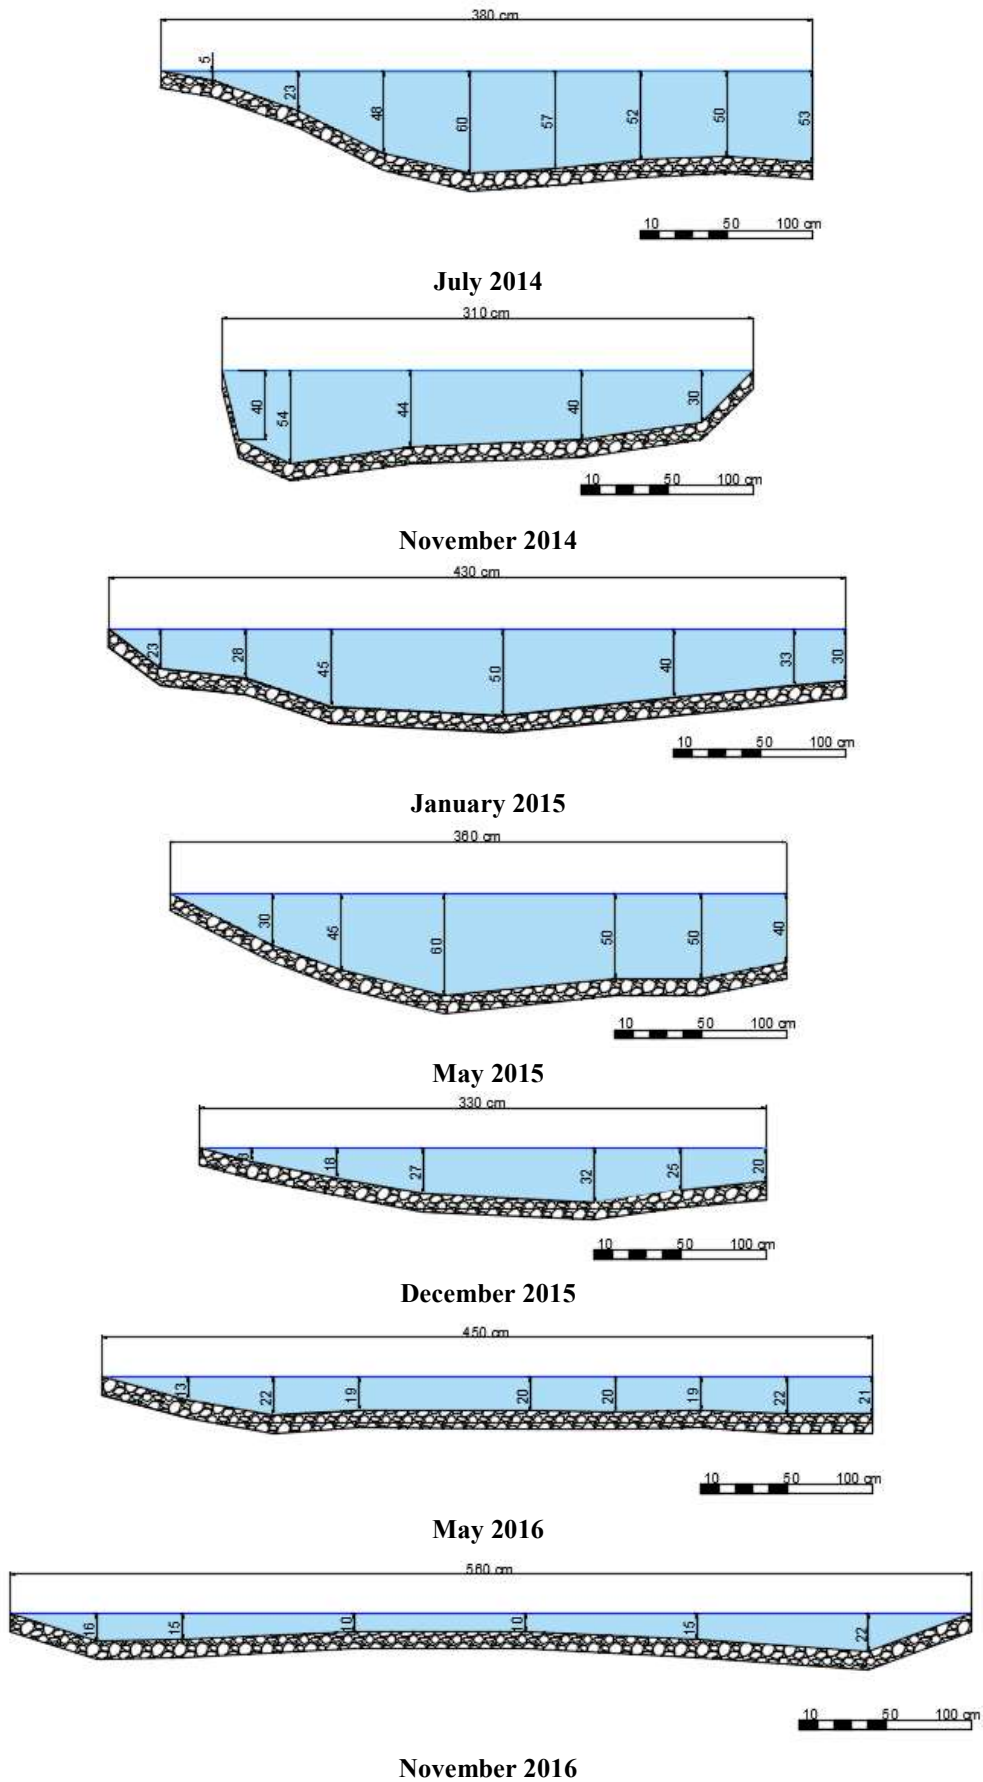 380 cm
5
23
48
60
57
52
50
53
10 50 100 cm
July 2014
310 cm
40
54
44
40
30
10 50 100 cm
November 2014
430 cm
23
28
45
50
40
33
30
10 50 100 cm
January 2015
360 cm
30
45
60
50
50
40
10 50 100 cm
May 2015
330 cm
18
27
32
25
20
10 50 100 cm
December 2015
450 cm
13
22
19
20
20
19
22
21
10 50 100 cm
May 2016
560 cm
16
15
10
10
15
22
10 50 100 cm
November 2016